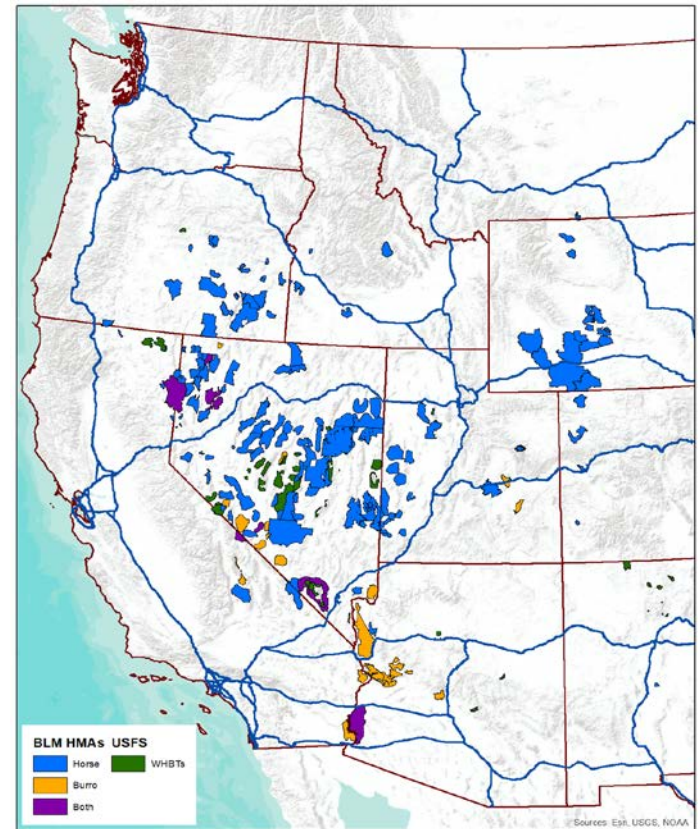 BLM HMAs USFS
Horse WHBTs
Burro
Both
Sources: Esri, USGS, NOAA